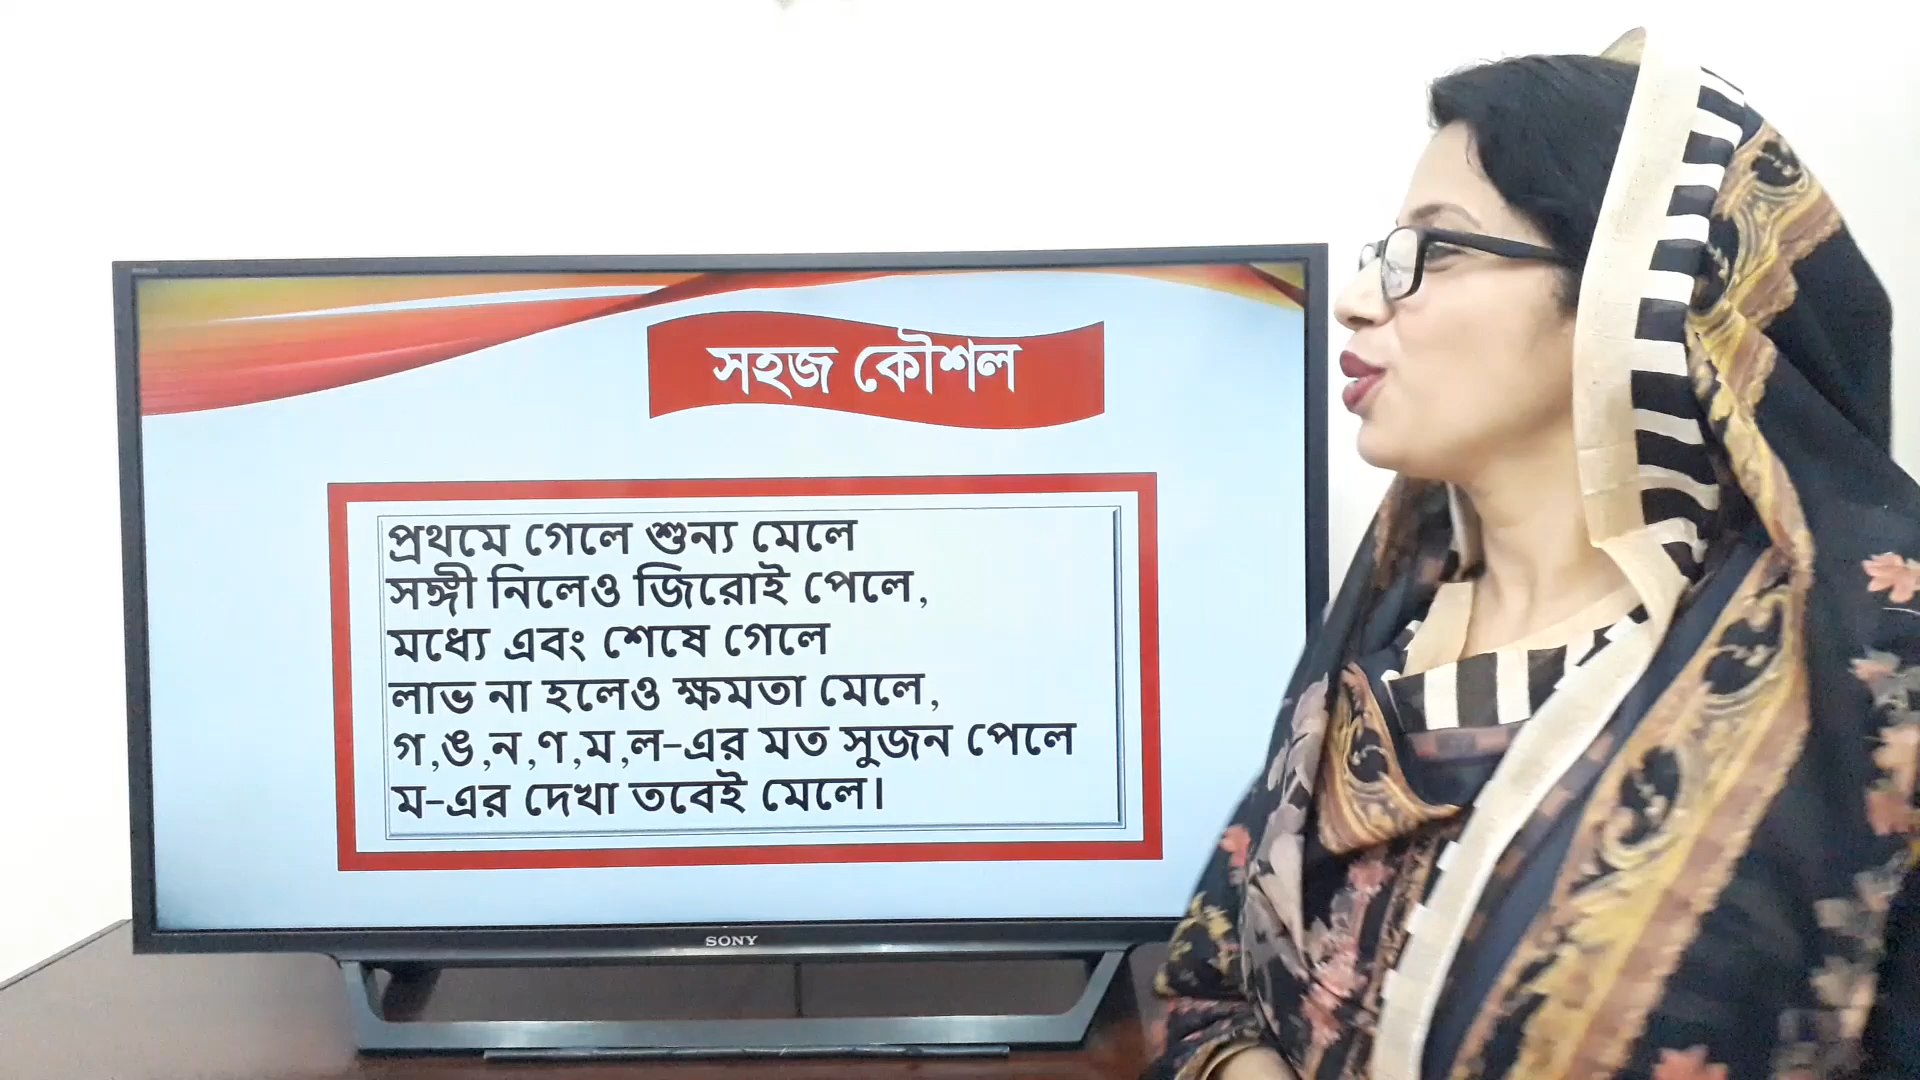 সহজ কৌশল
প্রথমে গেলে শুন্য মেলে
সঙ্গী নিলেও জিরোই পেলে,
মধ্যে এবং শেষে গেলে
লাভ না হলেও ক্ষমতা মেলে,
গ,ঙ,ন,ণ,ম,ল-এর মত সুজন পেলে
ম-এর দেখা তবেই মেলে।
SONY